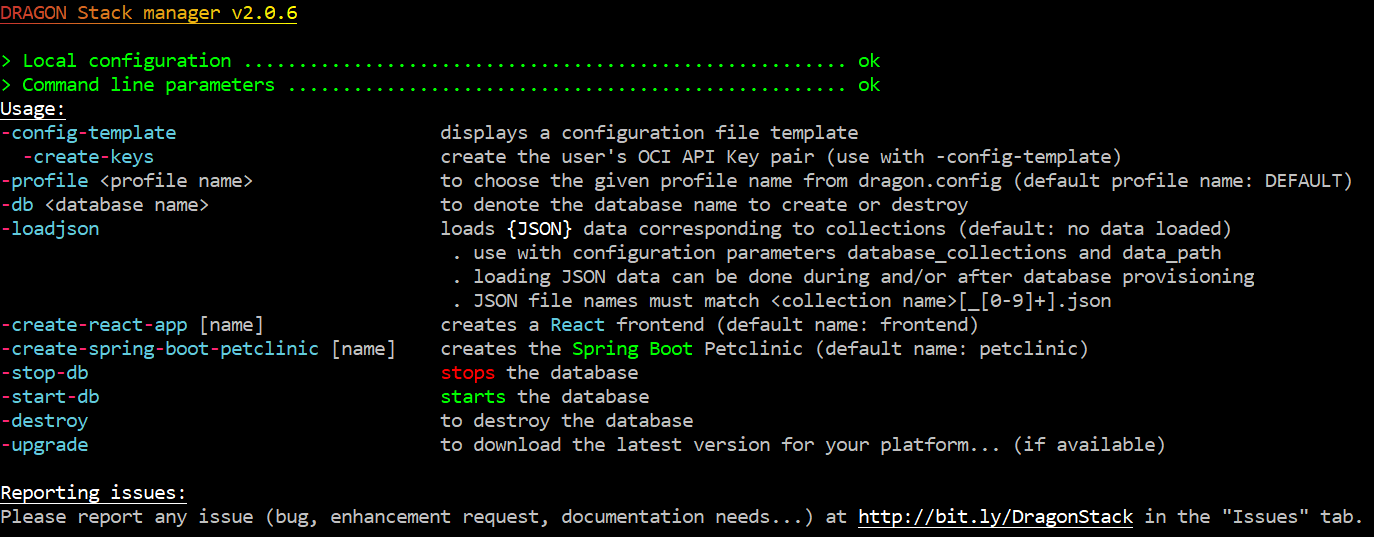 DRAGON Stack manager v2.0.6
> Local configuration ....................................................... ok
> Command line parameters ................................................... ok
Usage:
-config-template displays a configuration file template
-create-keys create the user's OCI API Key pair (use with -config-template)
-profile <profile name> to choose the given profile name from dragon.config (default profile name: DEFAULT)
-db <database name> to denote the database name to create or destroy
-loadjson loads {JSON} data corresponding to collections (default: no data loaded)
. use with configuration parameters database_collections and data_path
. loading JSON data can be done during and/or after database provisioning
. JSON file names must match <collection name>[_[0-9]+].json
-create-react-app [name] creates a React frontend (default name: frontend)
-create-spring-boot-petclinic [name] creates the Spring Boot Petclinic (default name: petclinic)
-stop-db stops the database
-start-db starts the database
-destroy to destroy the database
-upgrade to download the latest version for your platform... (if available)
Reporting issues:
Please report any issue (bug, enhancement request, documentation needs...) at http://bit.ly/DragonStack in the "Issues" tab.